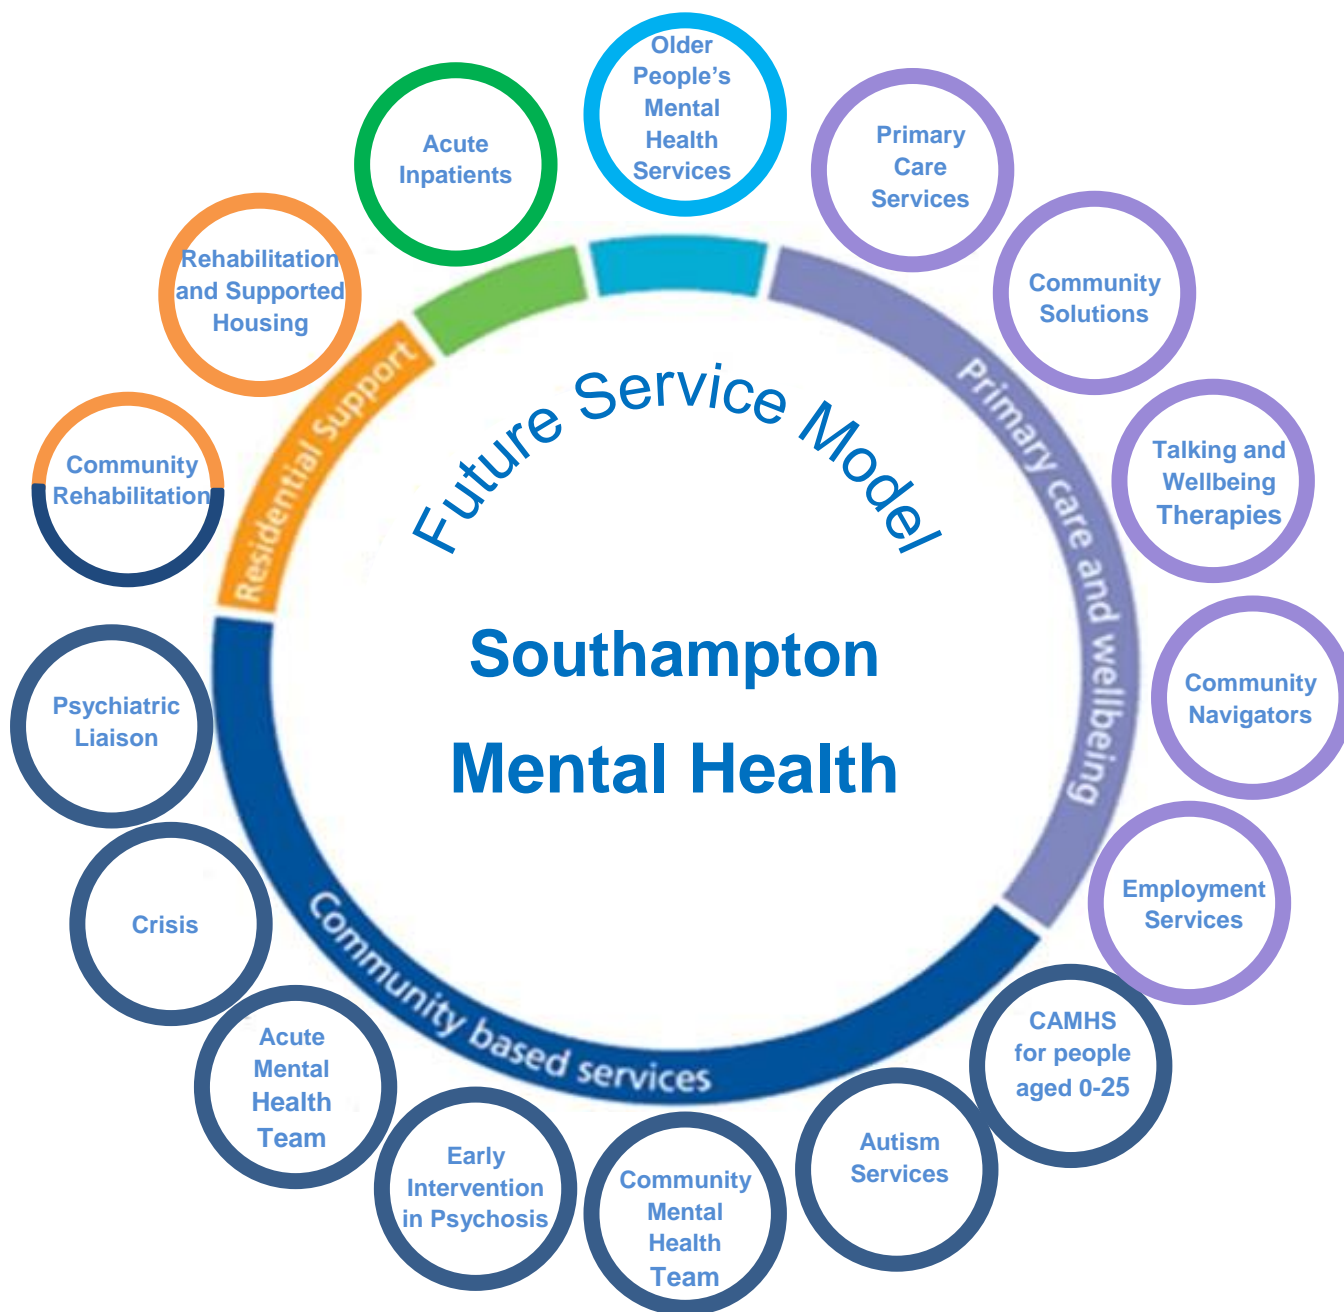 Older
People’s
Mental
Health
Services
Primary
Care
Services
Community
Solutions
Talking and
Wellbeing
Therapies
Community
Navigators
Employment
Services
CAMHS
for people
aged 0-25
Autism
Services
Community
Mental
Health
Team
Early
Intervention
in Psychosis
Acute
Mental
Health
Team
Crisis
Psychiatric
Liaison
Community
Rehabilitation
Rehabilitation
and Supported
Housing
Acute
Inpatients
Residential Support
Primary care and wellbeing
Community based services
Future Service Model
Southampton
Mental Health